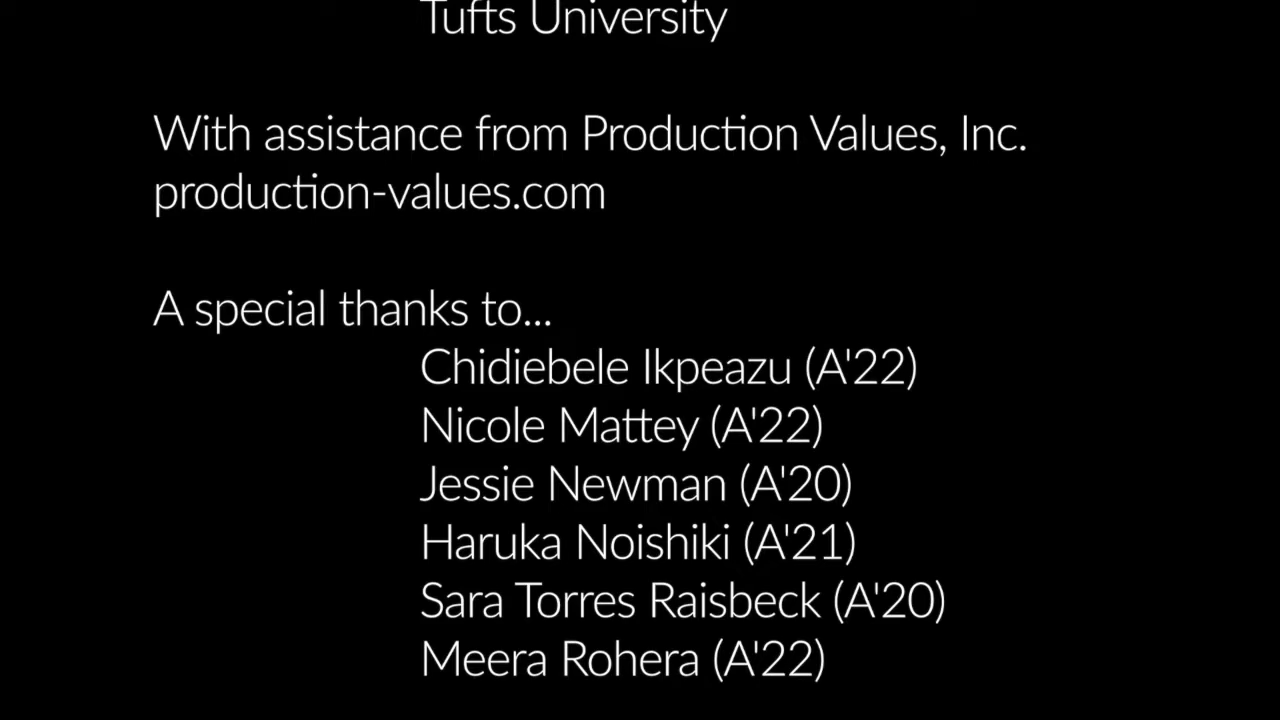 Tufts University
With assistance from Production Values, Inc.
production-values.com
A special thanks to...
Chidiebele Ikpeazu (A'22)
Nicole Mattey (A'22)
Jessie Newman (A'20)
Haruka Noishiki (A'21)
Sara Torres Raisbeck (A'20)
Meera Rohera (A'22)